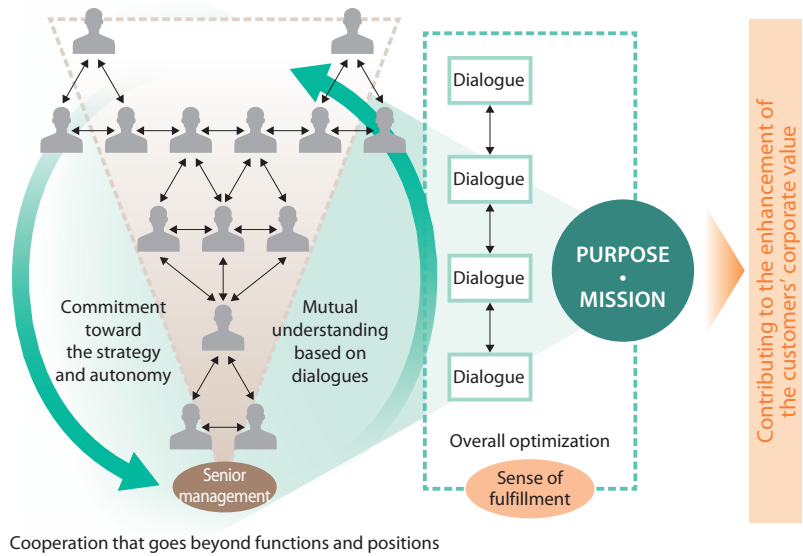 Commitment
toward
the strategy
and autonomy
Mutual
understanding
based on
dialogues
Senior
management
Dialogue
Dialogue
Dialogue
Dialogue
PURPOSE
•
MISSION
Overall optimization
Sense of
fulfillment
Contributing to the enhancement of
the customers’ corporate value
Cooperation that goes beyond functions and positions